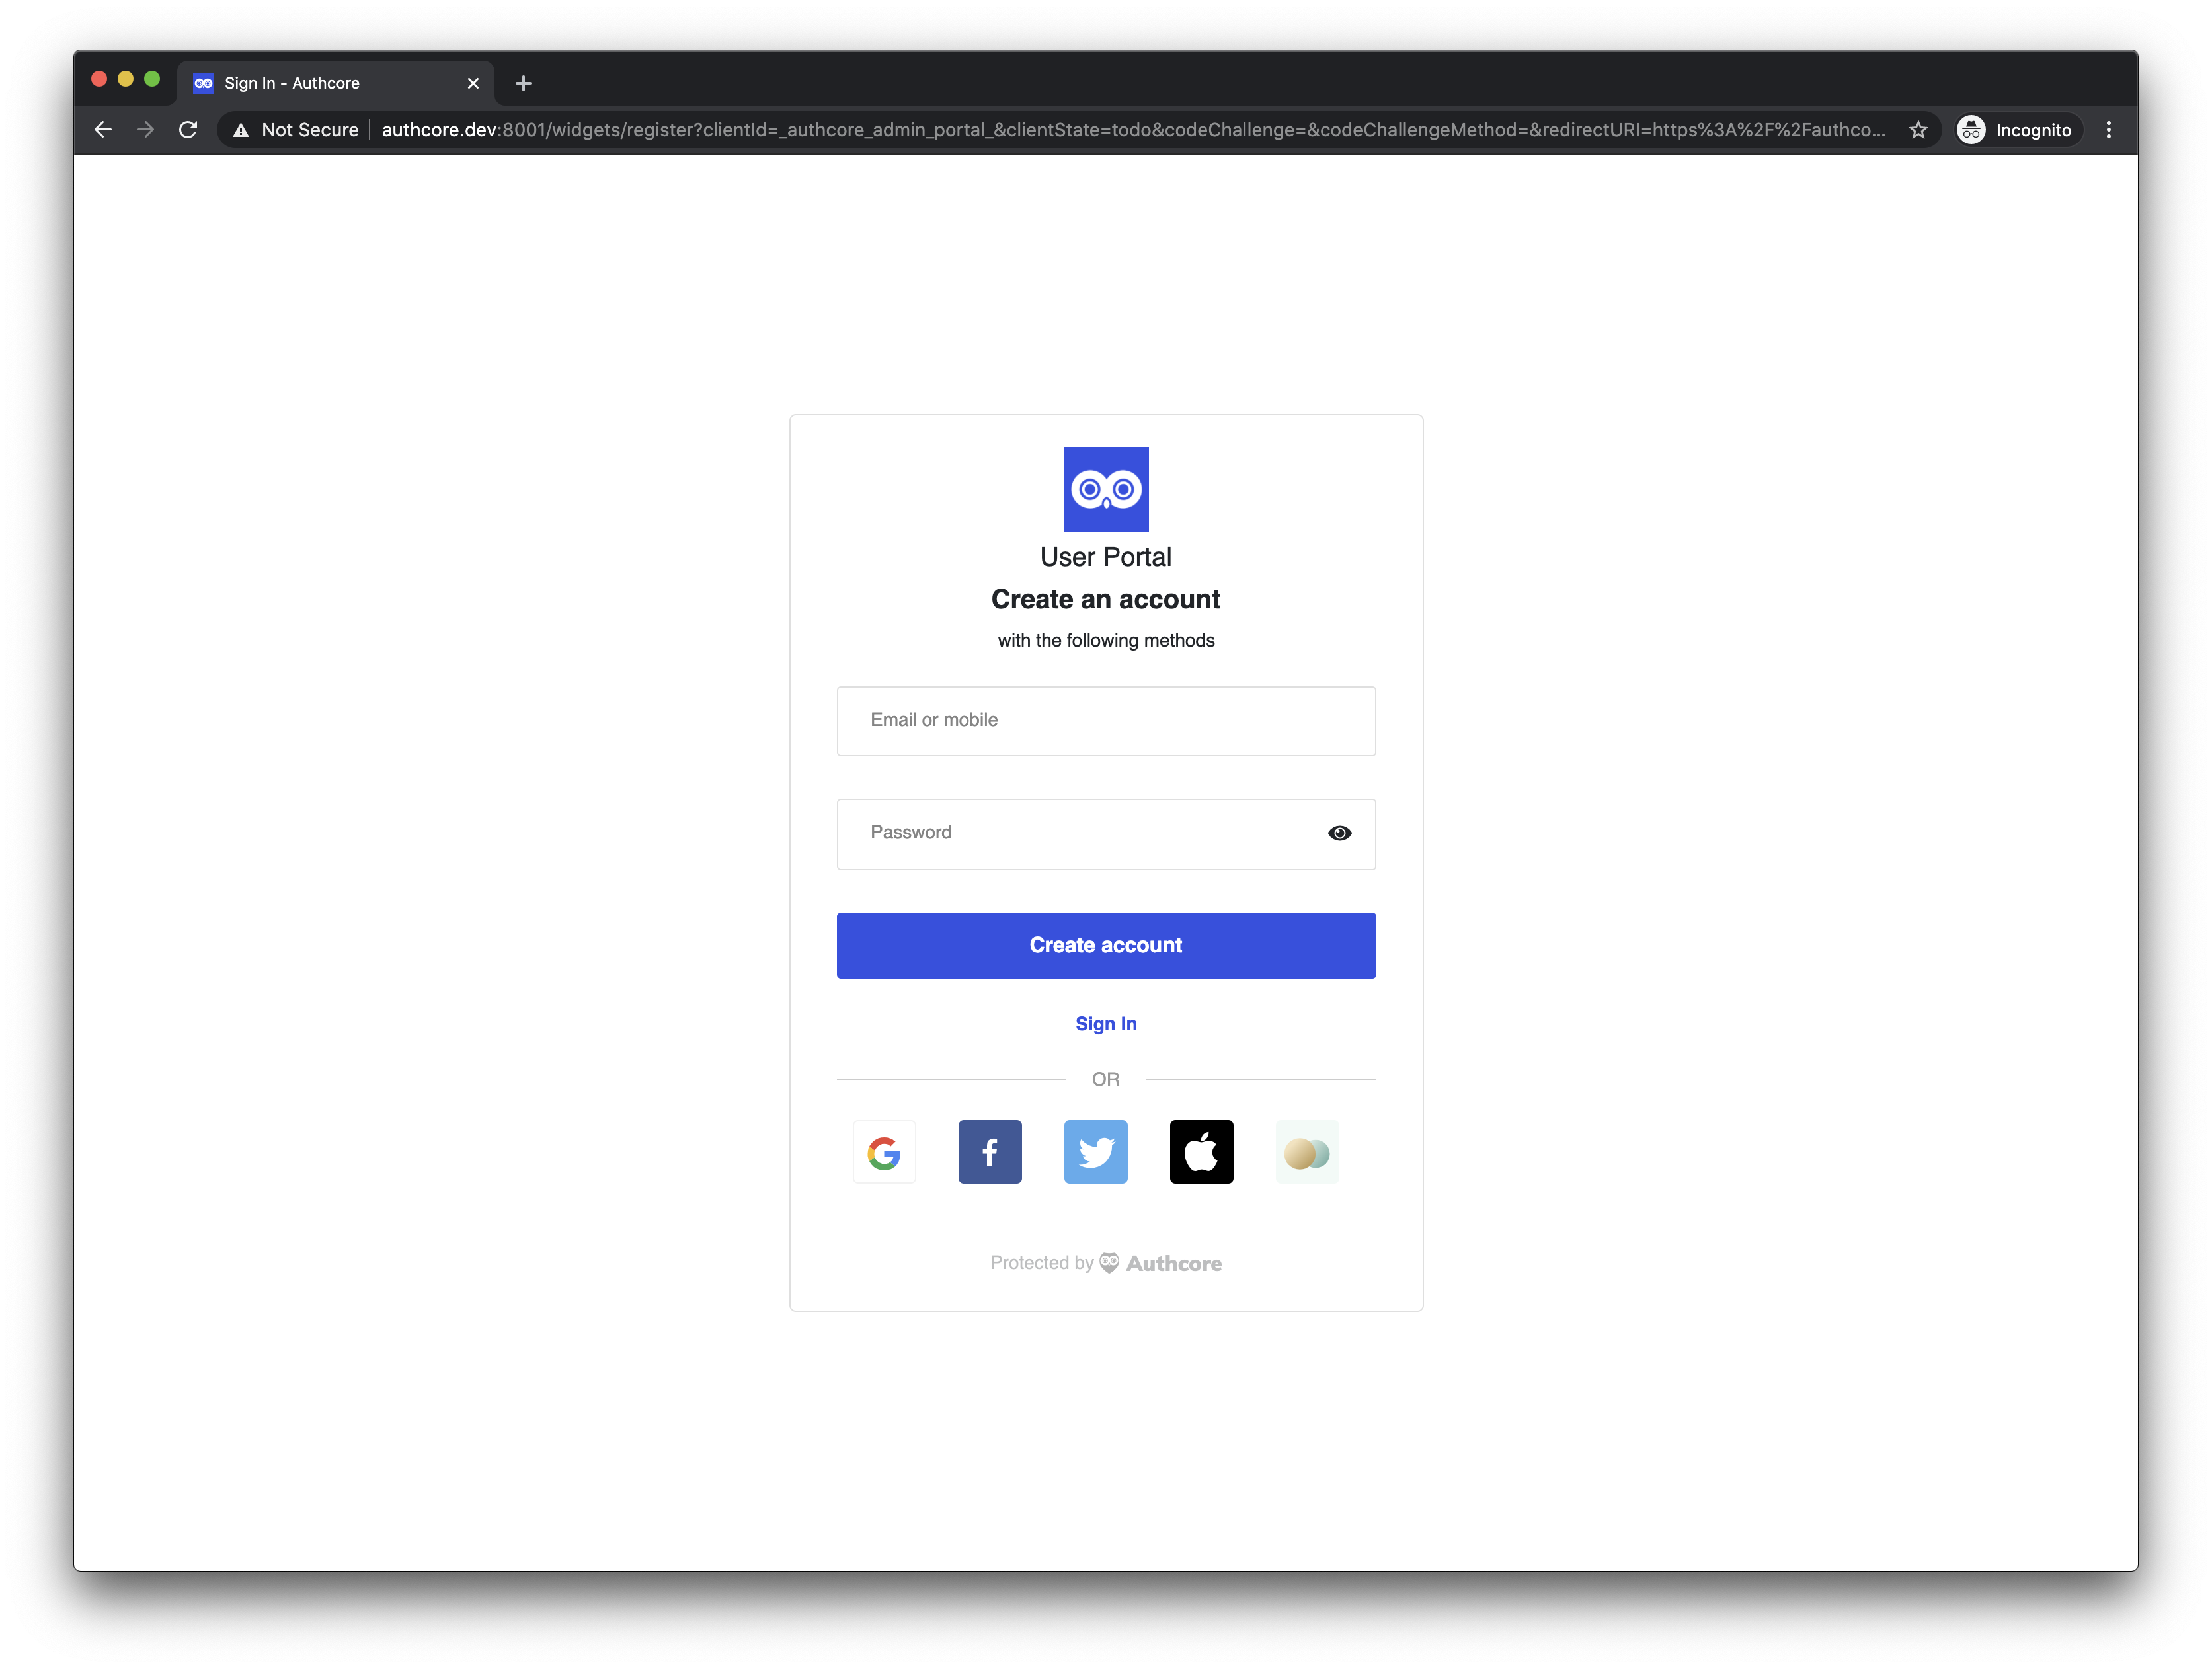 Sign In - Authcore
Not Secure authcore.dev:8001/widgets/register?clientId=_authcore_admin_portal_&clientState=todo&codeChallenge=&codeChallengeMethod=&redirectURI=https%3A%2F%2Fauthco... Incognito
User Portal
Create an account
with the following methods
Email or mobile
Password
Create account
Sign In
OR
Protected by Authcore